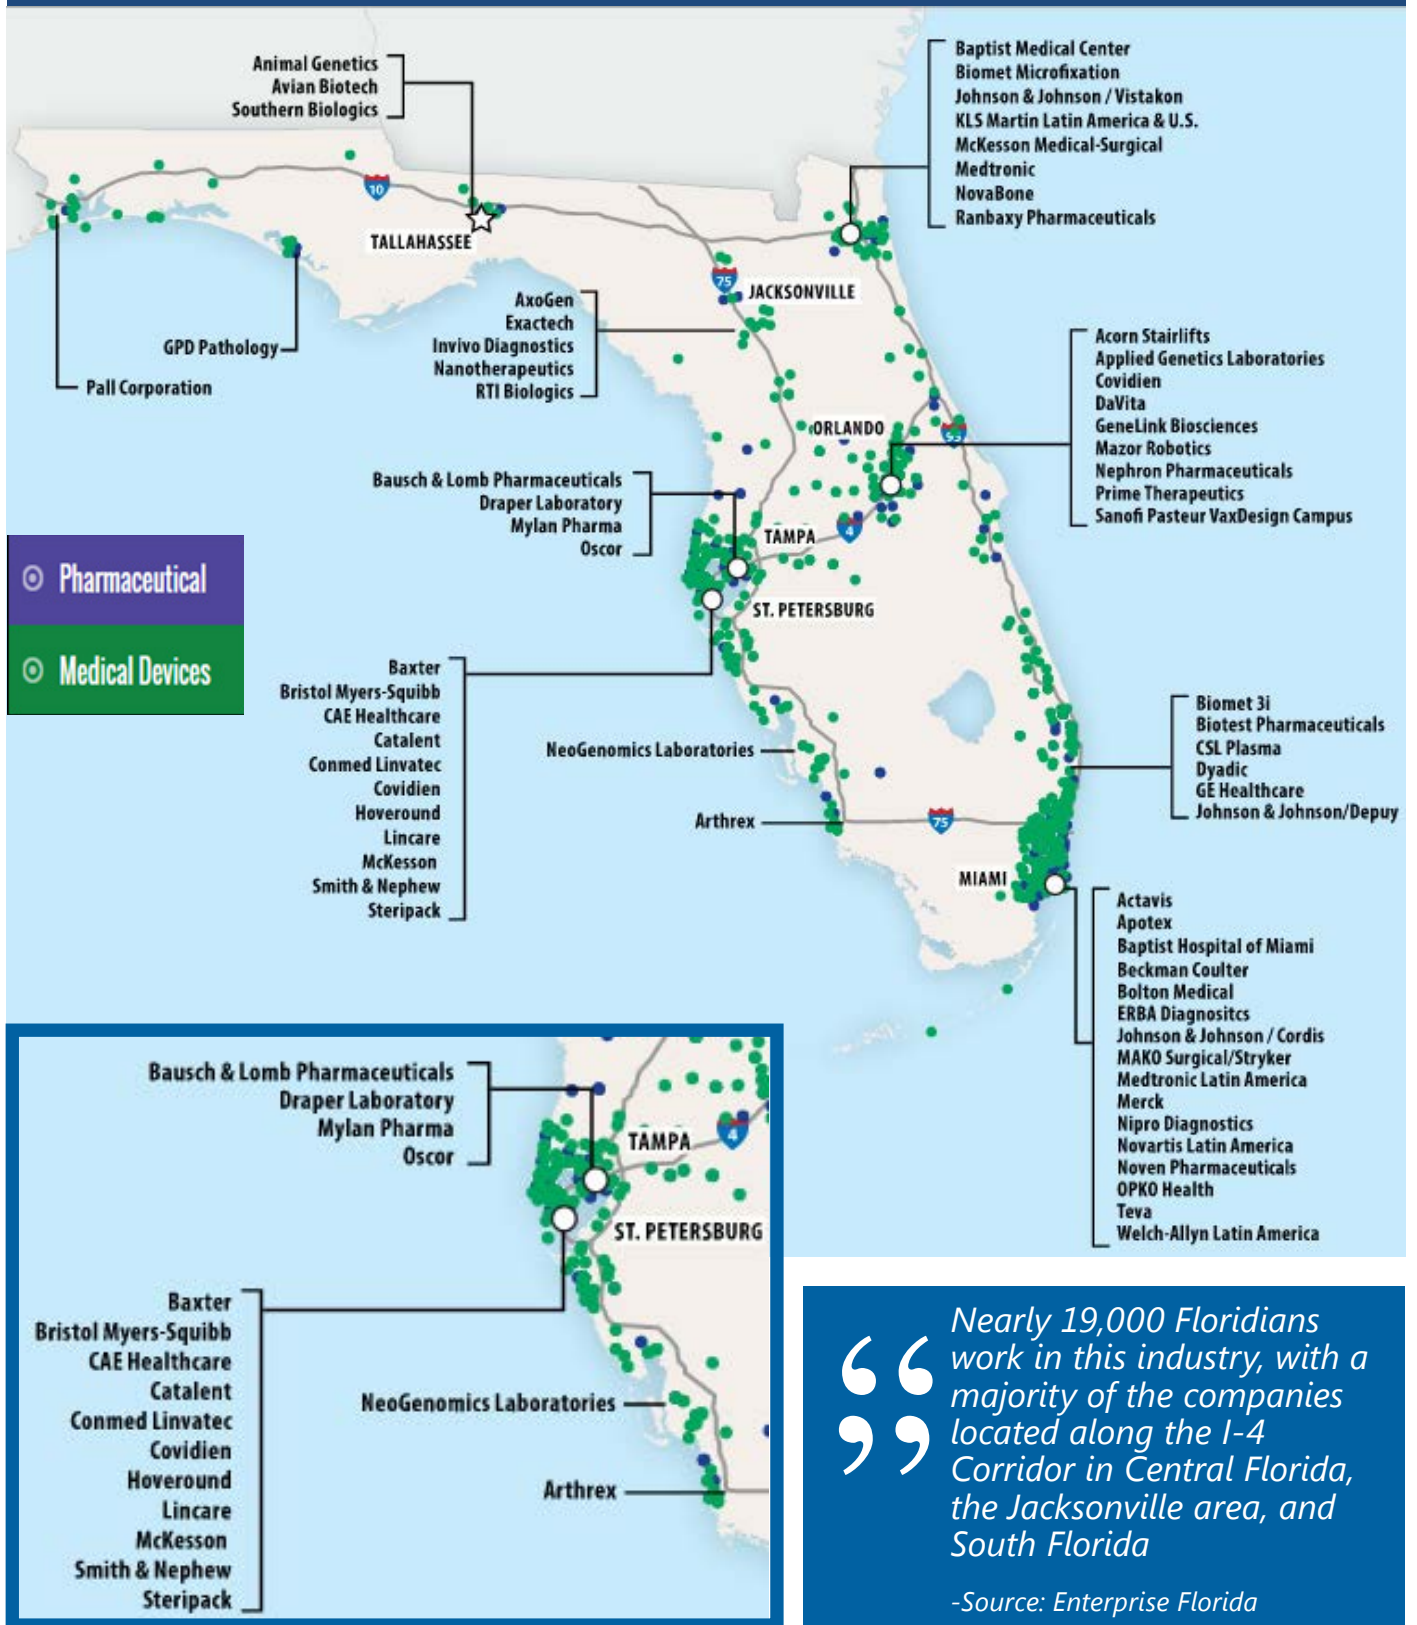 Animal Genetics
Avian Biotech
Southern Biologics
Baptist Medical Center
Biomet Microfixation
Johnson & Johnson / Vistakon
KLS Martin Latin America & U.S.
McKesson Medical-Surgical
Medtronic
NovaBone
Ranbaxy Pharmaceuticals
10
TALLAHASSEE
75
JACKSONVILLE
GPD Pathology
Pall Corporation
AxoGen
Exactech
Invivo Diagnostics
Nanotherapeutics
RTI Biologics
Acorn Stairlifts
Applied Genetics Laboratories
Covidien
DaVita
GeneLink Biosciences
Mazor Robotics
Nephron Pharmaceuticals
Prime Therapeutics
Sanofi Pasteur VaxDesign Campus
ORLANDO
Bausch & Lomb Pharmaceuticals
Draper Laboratory
Mylan Pharma
Oscor
TAMPA
4
ST. PETERSBURG
Pharmaceutical
Medical Devices
Baxter
Bristol Myers-Squibb
CAE Healthcare
Catalent
Conmed Linvatec
Covidien
Hoveround
Lincare
McKesson
Smith & Nephew
Steripack
NeoGenomics Laboratories
Arthrex
75
Biomet 3i
Biotest Pharmaceuticals
CSL Plasma
Dyadic
GE Healthcare
Johnson & Johnson/Depuy
MIAMI
Actavis
Apotex
Baptist Hospital of Miami
Beckman Coulter
Bolton Medical
ERBA Diagnositcs
Johnson & Johnson / Cordis
MAKO Surgical/Stryker
Medtronic Latin America
Merck
Nipro Diagnostics
Novartis Latin America
Noven Pharmaceuticals
OPKO Health
Teva
Welch-Allyn Latin America
Bausch & Lomb Pharmaceuticals
Draper Laboratory
Mylan Pharma
Oscor
TAMPA
4
ST. PETERSBURG
Baxter
Bristol Myers-Squibb
CAE Healthcare
Catalent
Conmed Linvatec
Covidien
Hoveround
Lincare
McKesson
Smith & Nephew
Steripack
NeoGenomics Laboratories
Arthrex
“
”
Nearly 19,000 Floridians
work in this industry, with a
majority of the companies
located along the I-4
Corridor in Central Florida,
the Jacksonville area, and
South Florida
-Source: Enterprise Florida